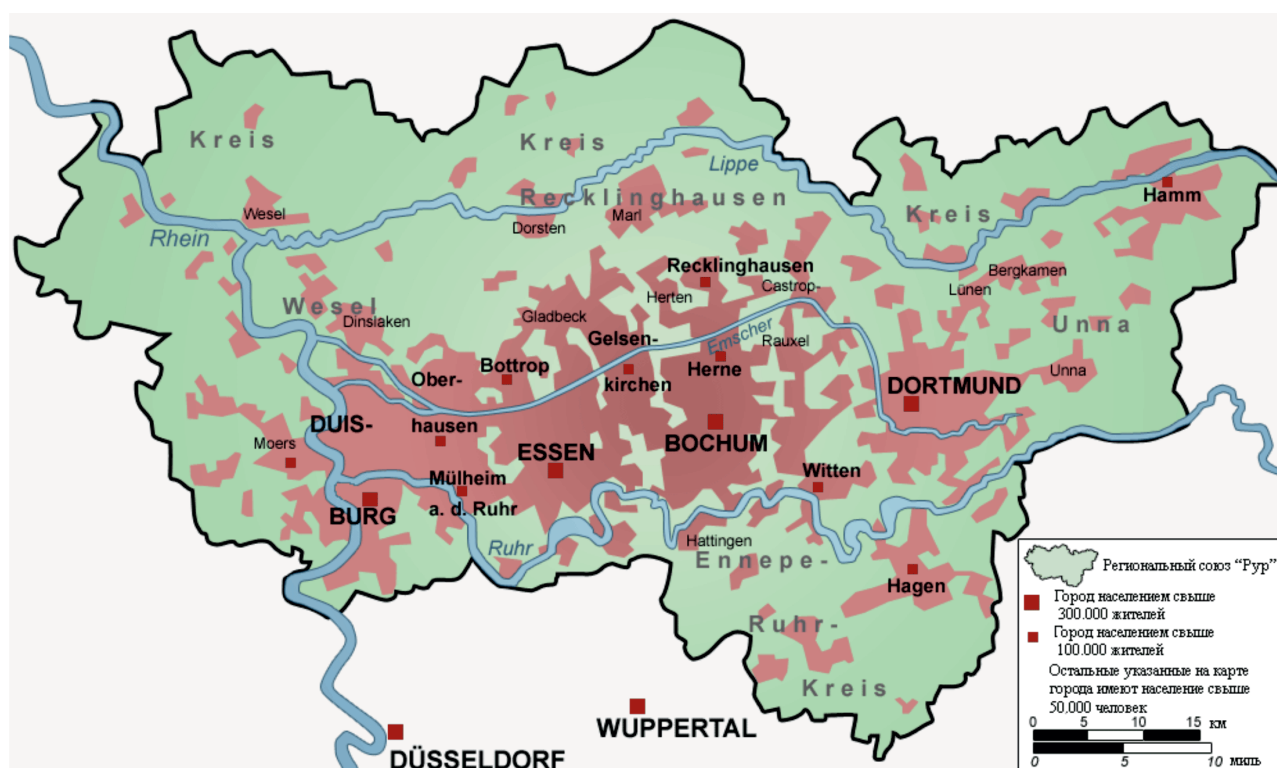 Kreis
Kreis
Lippe
Recklinghausen
Hamm
Wesel
Marl
Kreis
Dorsten
Rhein
Recklinghausen
Bergkamen
Castrop-
Lünen
Herten
Wesel
Dinslaken
Gladbeck
Unna
Gelsen-
Emscher
Rauxel
Bottrop
Herne
kirchen
Unna
Ober-
DORTMUND
DUIS-
hausen
Moers
ESSEN
BOCHUM
Mülheim
Witten
a. d. Ruhr
BURG
Ruhr
Hattingen
Ennepe-
Hagen
Ruhr-
Kreis
WUPPERTAL
DÜSSELDORF
Региональный союз “Рур”
Город населением свыше
300.000 жителей
Город населением свыше
100.000 жителей
Остальные указанные на карте
города имеют население свыше
50.000 человек
0 5 10 15 км
0 5 10 миль